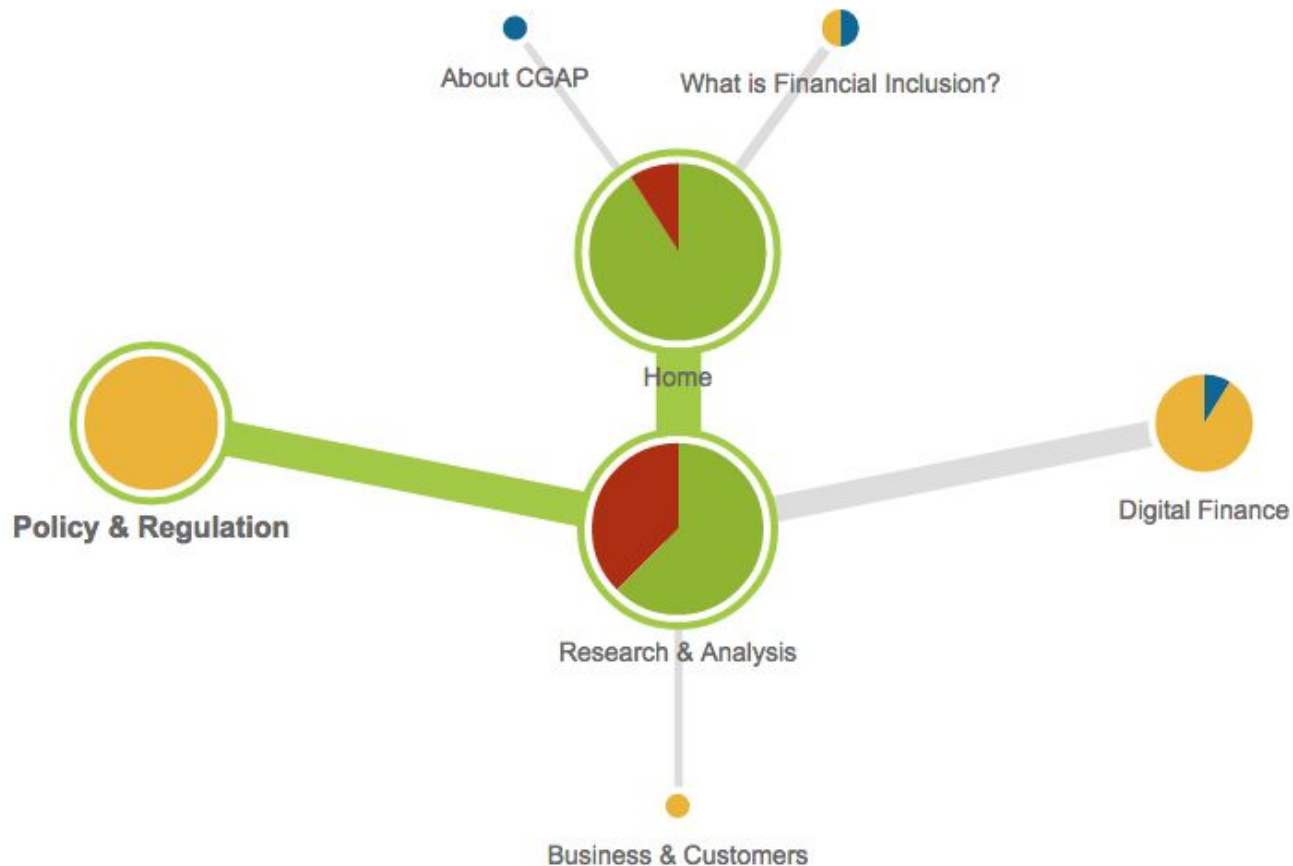 About CGAP
What is Financial Inclusion?
Home
Policy & Regulation
Digital Finance
Research & Analysis
Business & Customers